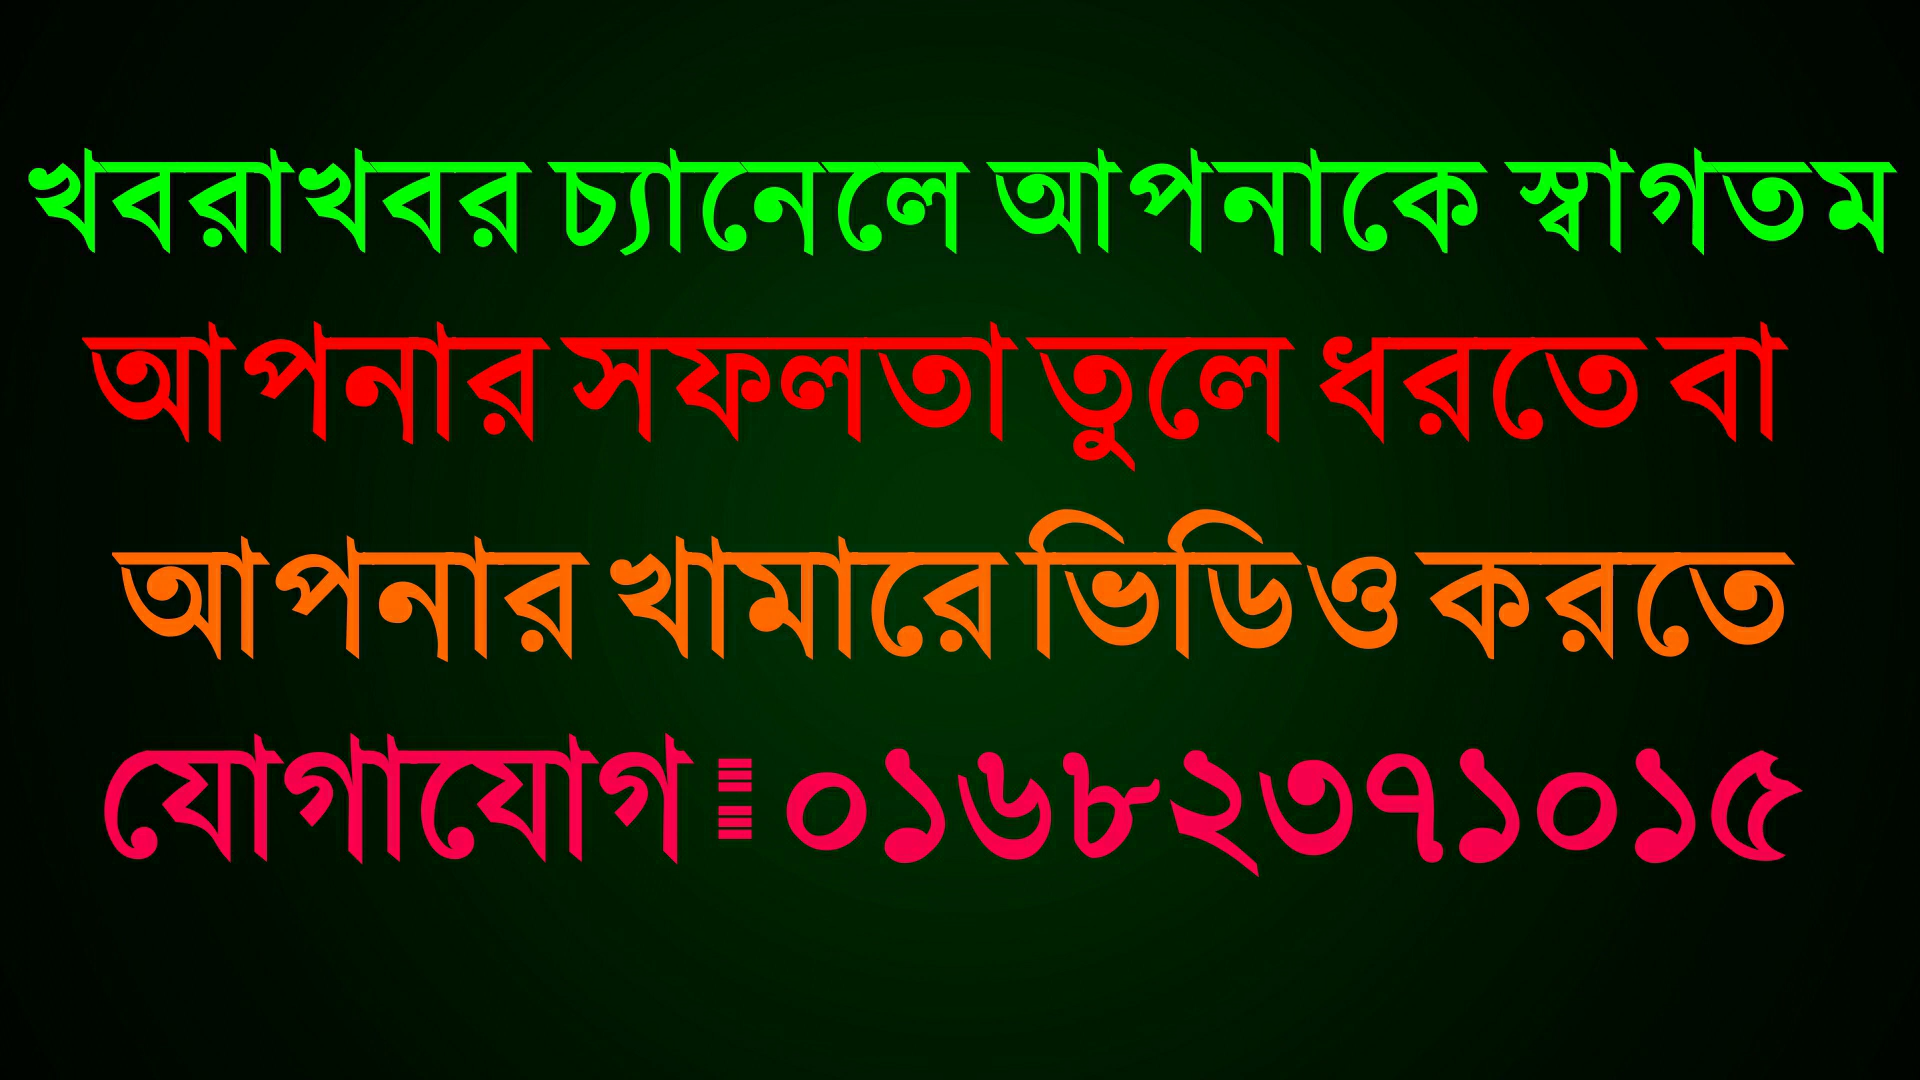 খবরাখবর চ্যানেলে আপনাকে স্বাগতম
আপনার সফলতা তুলে ধরতে বা
আপনার খামারে ভিডিও করতে
যোগাযোগ : ০১৬৮২৩৭১০১৫